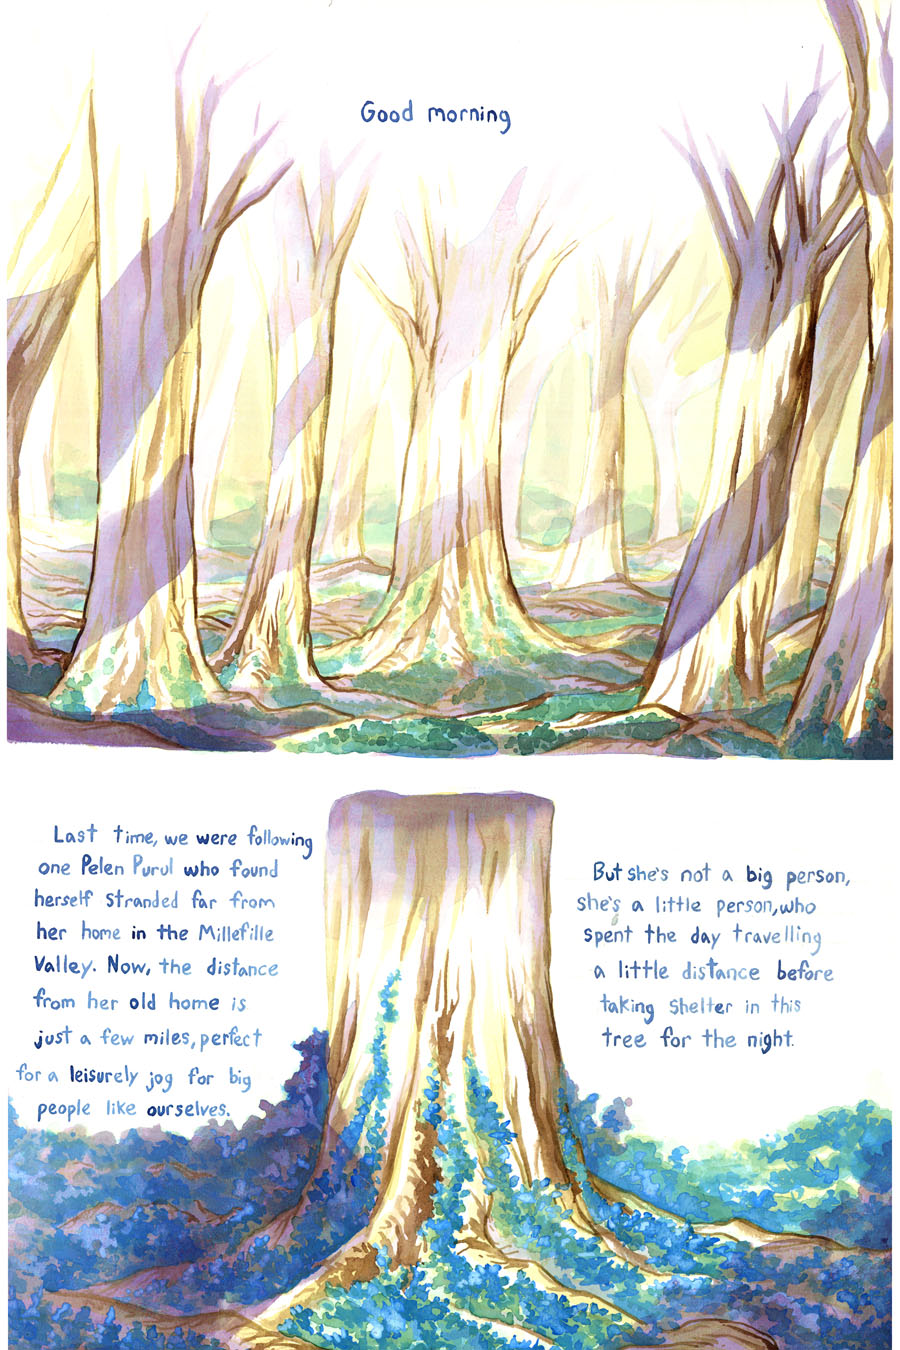 Good morning
Last time, we were following
one Pelen Purul who found
herself stranded far from
her home in the Millefille
Valley. Now, the distance
from her old home is
just a few miles, perfect
for a leisurely jog for big
people like ourselves.
But she's not a big person,
she's a little person, who
spent the day travelling
a little distance before
taking shelter in this
tree for the night.